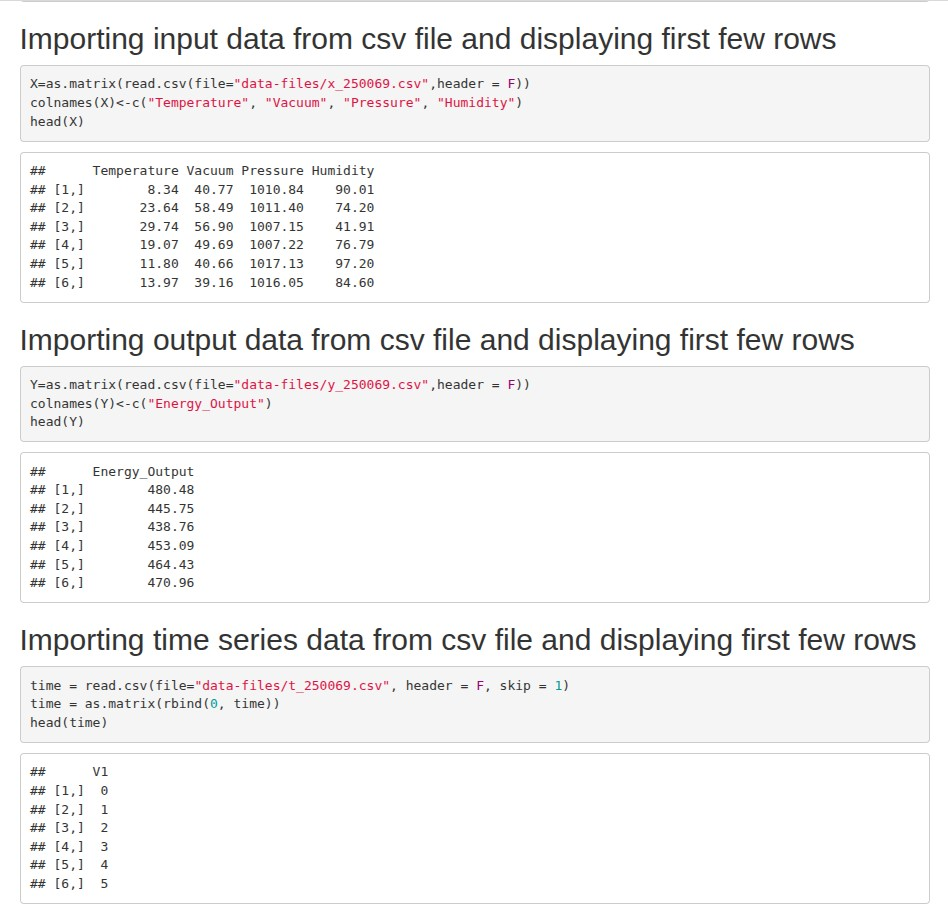 Importing input data from csv file and displaying first few rows
X=as.matrix(read.csv(file="data-files/x_250069.csv",header = F))
colnames(X)<-c("Temperature", "Vacuum", "Pressure", "Humidity")
head(X)
##      Temperature Vacuum Pressure Humidity
## [1,]        8.34  40.77  1010.84    90.01
## [2,]       23.64  58.49  1011.40    74.20
## [3,]       29.74  56.90  1007.15    41.91
## [4,]       19.07  49.69  1007.22    76.79
## [5,]       11.80  40.66  1017.13    97.20
## [6,]       13.97  39.16  1016.05    84.60
Importing output data from csv file and displaying first few rows
Y=as.matrix(read.csv(file="data-files/y_250069.csv",header = F))
colnames(Y)<-c("Energy_Output")
head(Y)
##      Energy_Output
## [1,]        480.48
## [2,]        445.75
## [3,]        438.76
## [4,]        453.09
## [5,]        464.43
## [6,]        470.96
Importing time series data from csv file and displaying first few rows
time = read.csv(file="data-files/t_250069.csv", header = F, skip = 1)
time = as.matrix(rbind(0, time))
head(time)
##      V1
## [1,]  0
## [2,]  1
## [3,]  2
## [4,]  3
## [5,]  4
## [6,]  5